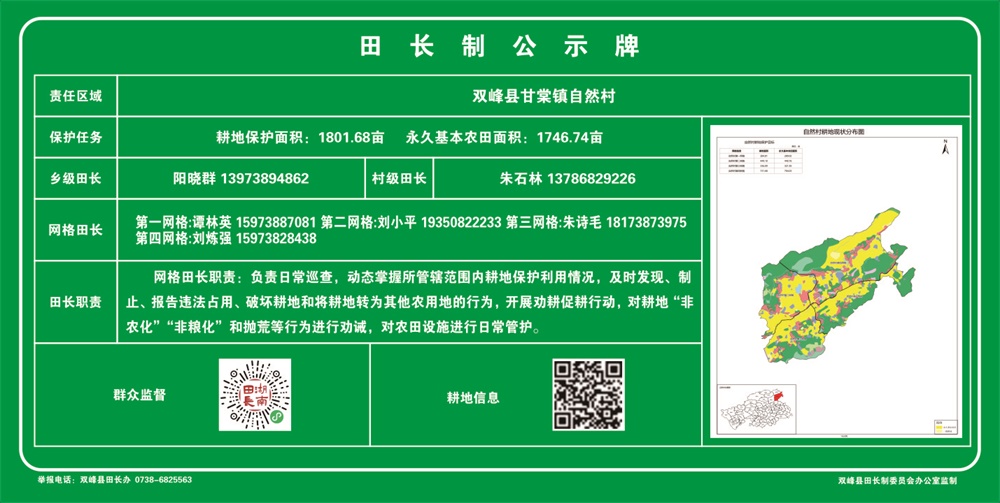 田长制公示牌
责任区域 双峰县甘棠镇自然村
保护任务 耕地保护面积：1801.68亩 永久基本农田面积：1746.74亩
乡级田长 阳晓群 13973894862 村级田长 朱石林 13786829226
网格田长
第一网格:谭林英 15973887081 第二网格:刘小平 19350822233 第三网格:朱诗毛 18173873975
第四网格:刘炼强 15973828438
田长职责
网格田长职责：负责日常巡查，动态掌握所管辖范围内耕地保护利用情况，及时发现、制
止、报告违法占用、破坏耕地和将耕地转为其他农用地的行为，开展劝耕促耕行动，对耕地“非
农化”“非粮化”和抛荒等行为进行劝诫，对农田设施进行日常管护。
自然村耕地现状分布图
N
群众监督
湖南田长
耕地信息
举报电话：双峰县田长办 0738-6825563
双峰县田长制委员会办公室监制